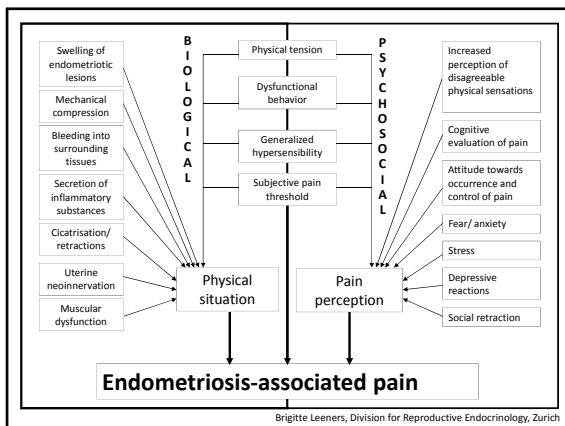 Swelling of
endometriotic
lesions
Mechanical
compression
Bleeding into
surrounding
tissues
Secretion of
inflammatory
substances
Cicatrisation/
retractions
Uterine
neoinnervation
Muscular
dysfunction
BIOLOGICAL
Physical tension
Dysfunctional
behavior
Generalized
hypersensibility
Subjective pain
threshold
PSYCHOSOCIAL
Increased
perception of
disagreeable
physical sensations
Cognitive
evaluation of pain
Attitude towards
occurrence and
control of pain
Fear/ anxiety
Stress
Depressive
reactions
Social retraction
Physical
situation
Pain
perception
Endometriosis-associated pain
Brigitte Leeners, Division for Reproductive Endocrinology, Zurich